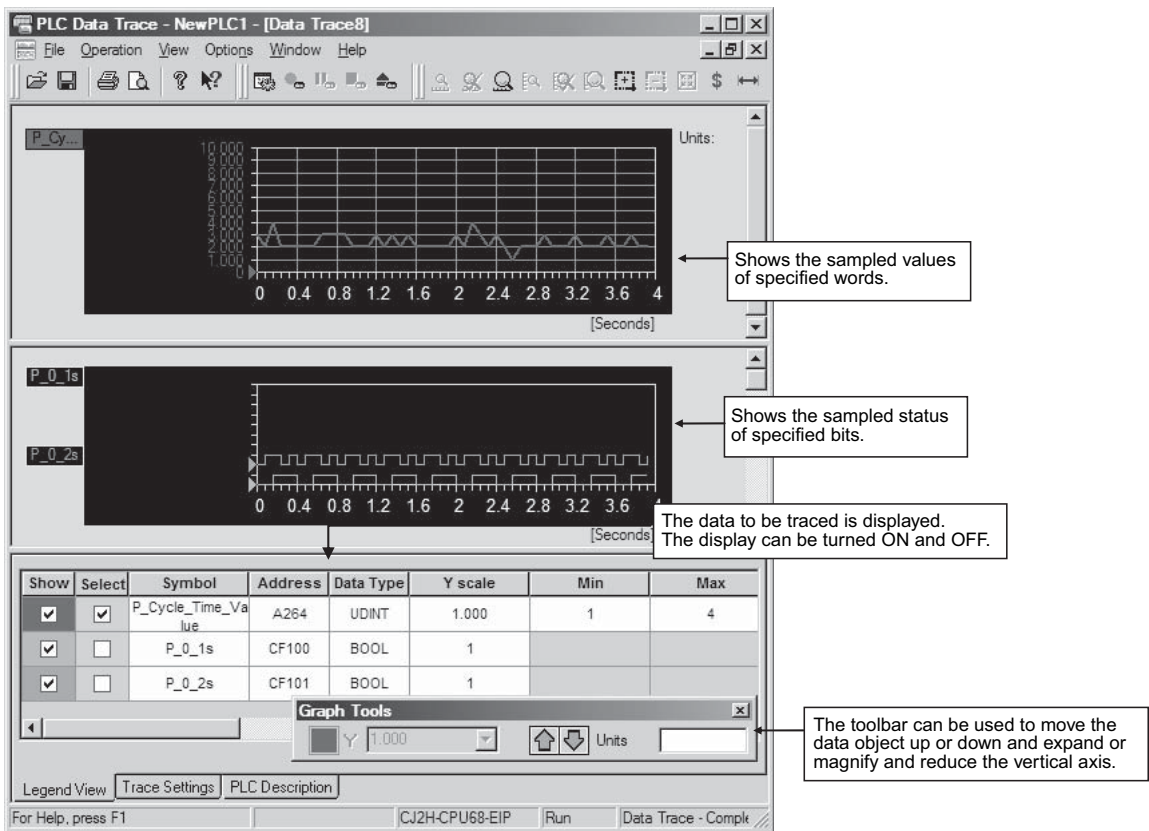 PLC Data Trace - NewPLC1 - [Data Trace8]
File Operation View Options Window Help
P_Cy...
Units:
10.000
9.000
8.000
7.000
6.000
5.000
4.000
3.000
2.000
1.000
0
0 0.4 0.8 1.2 1.6 2 2.4 2.8 3.2 3.6 4
[Seconds]
Shows the sampled values
of specified words.
P_0_1s
P_0_2s
0 0.4 0.8 1.2 1.6 2 2.4 2.8 3.2 3.6
[Seconds]
Shows the sampled status
of specified bits.
The data to be traced is displayed.
The display can be turned ON and OFF.
Show Select Symbol Address Data Type Y scale Min Max
P_Cycle_Time_Va
lue A264 UDINT 1.000 1 4
P_0_1s CF100 BOOL 1
P_0_2s CF101 BOOL 1
Graph Tools
Y 1.000 Units
The toolbar can be used to move the
data object up or down and expand or
magnify and reduce the vertical axis.
Legend View Trace Settings PLC Description
For Help, press F1 CJ2H-CPU68-EIP Run Data Trace - Comple